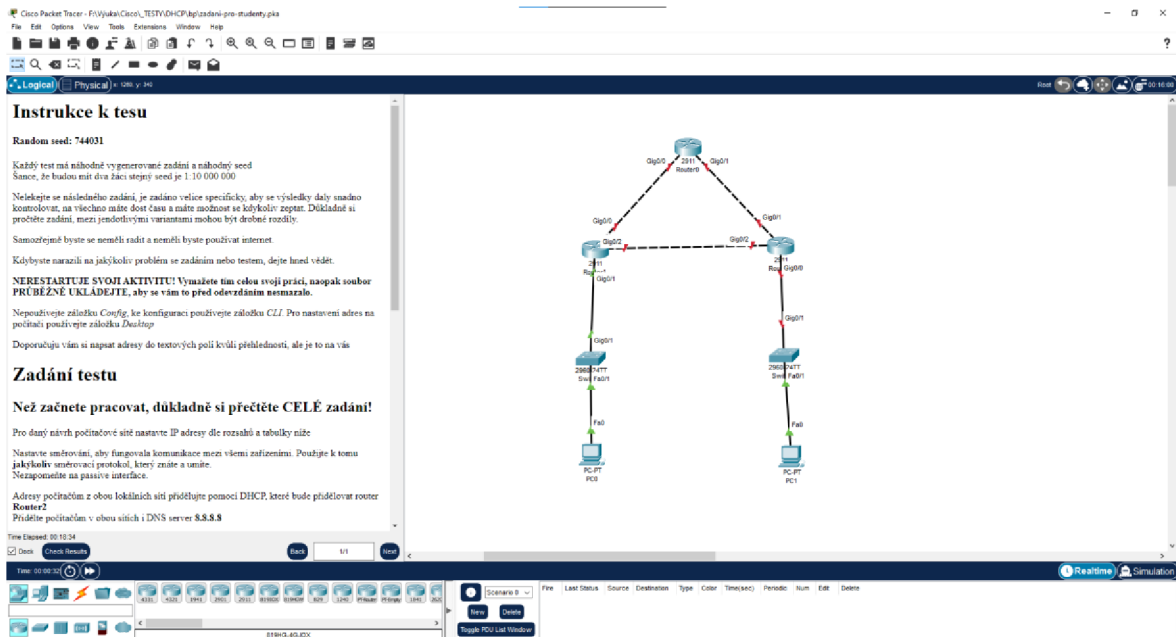 Cisco Packet Tracer - F:\Vyuka\Cisco\_TESTY\DHCP\bp\zadani-pro-studenty.pka
File Edit Options View Tools Extensions Window Help
?
Logical Physical x: 1260, y: 340
Root 00:16:00
Instrukce k tesu
Random seed: 744031
Každý test má náhodně vygenerované zadání a náhodný seed
Šance, že budou mít dva žáci stejný seed je 1:10 000 000
Nelekejte se následného zadání, je zadáno velice specificky, aby se výsledky daly snadno
kontrolovat, na všechno máte dost času a máte možnost se kdykoliv zeptat. Důkladně si
pročtěte zadání, mezi jendotlivými variantami mohou být drobné rozdíly.
Samozřejmě byste se neměli radit a neměli byste používat internet.
Kdybyste narazili na jakýkoliv problém se zadáním nebo testem, dejte hned vědět.
NERESTARTUJE SVOJI AKTIVITU! Vymažete tím celou svoji práci, naopak soubor
PRŮBĚŽNĚ UKLÁDEJTE, aby se vám to před odevzdáním nesmazalo.
Nepoužívejte záložku Config, ke konfiguraci používejte záložku CLI. Pro nastavení adres na
počítači používejte záložku Desktop
Doporučuju vám si napsat adresy do textových polí kvůli přehlednosti, ale je to na vás
Zadání testu
Než začnete pracovat, důkladně si přečtěte CELÉ zadání!
Pro daný návrh počítačové sítě nastavte IP adresy dle rozsahů a tabulky níže
Nastavte směrování, aby fungovala komunikace mezi všemi zařízeními. Použijte k tomu
jakýkoliv směrovací protokol, který znáte a umíte.
Nezapomeňte na passive interface.
Adresy počítačům z obou lokálních sítí přidělujte pomocí DHCP, které bude přidělovat router
Router2
Přidělte počítačům v obou sítích i DNS server 8.8.8.8
Time Elapsed: 00:18:34
Dock Check Results Back 1/1 Next
Gig0/0 2911 Gig0/1
Router0
Gig0/0 Gig0/1
Gig0/2 Gig0/2
2911 2911
Gig0/0
Gig0/1
Gig0/1
Gig0/1
2960-24TT 2960-24TT
Fa0/1 Fa0/1
Fa0 Fa0
PC-PT PC-PT
PC0 PC1
Time: 00:08:32
Realtime Simulation
4331 4321 1941 2901 2911 819IOX 819HGW 829 1240 1841
819HG-4G-IOX
Scenario 0
New Delete
Toggle PDU List Window
Fire Last Status Source Destination Type Color Time(sec) Periodic Num Edit Delete